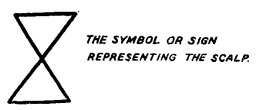 THE SYMBOL OR SIGN
REPRESENTING THE SCALP.